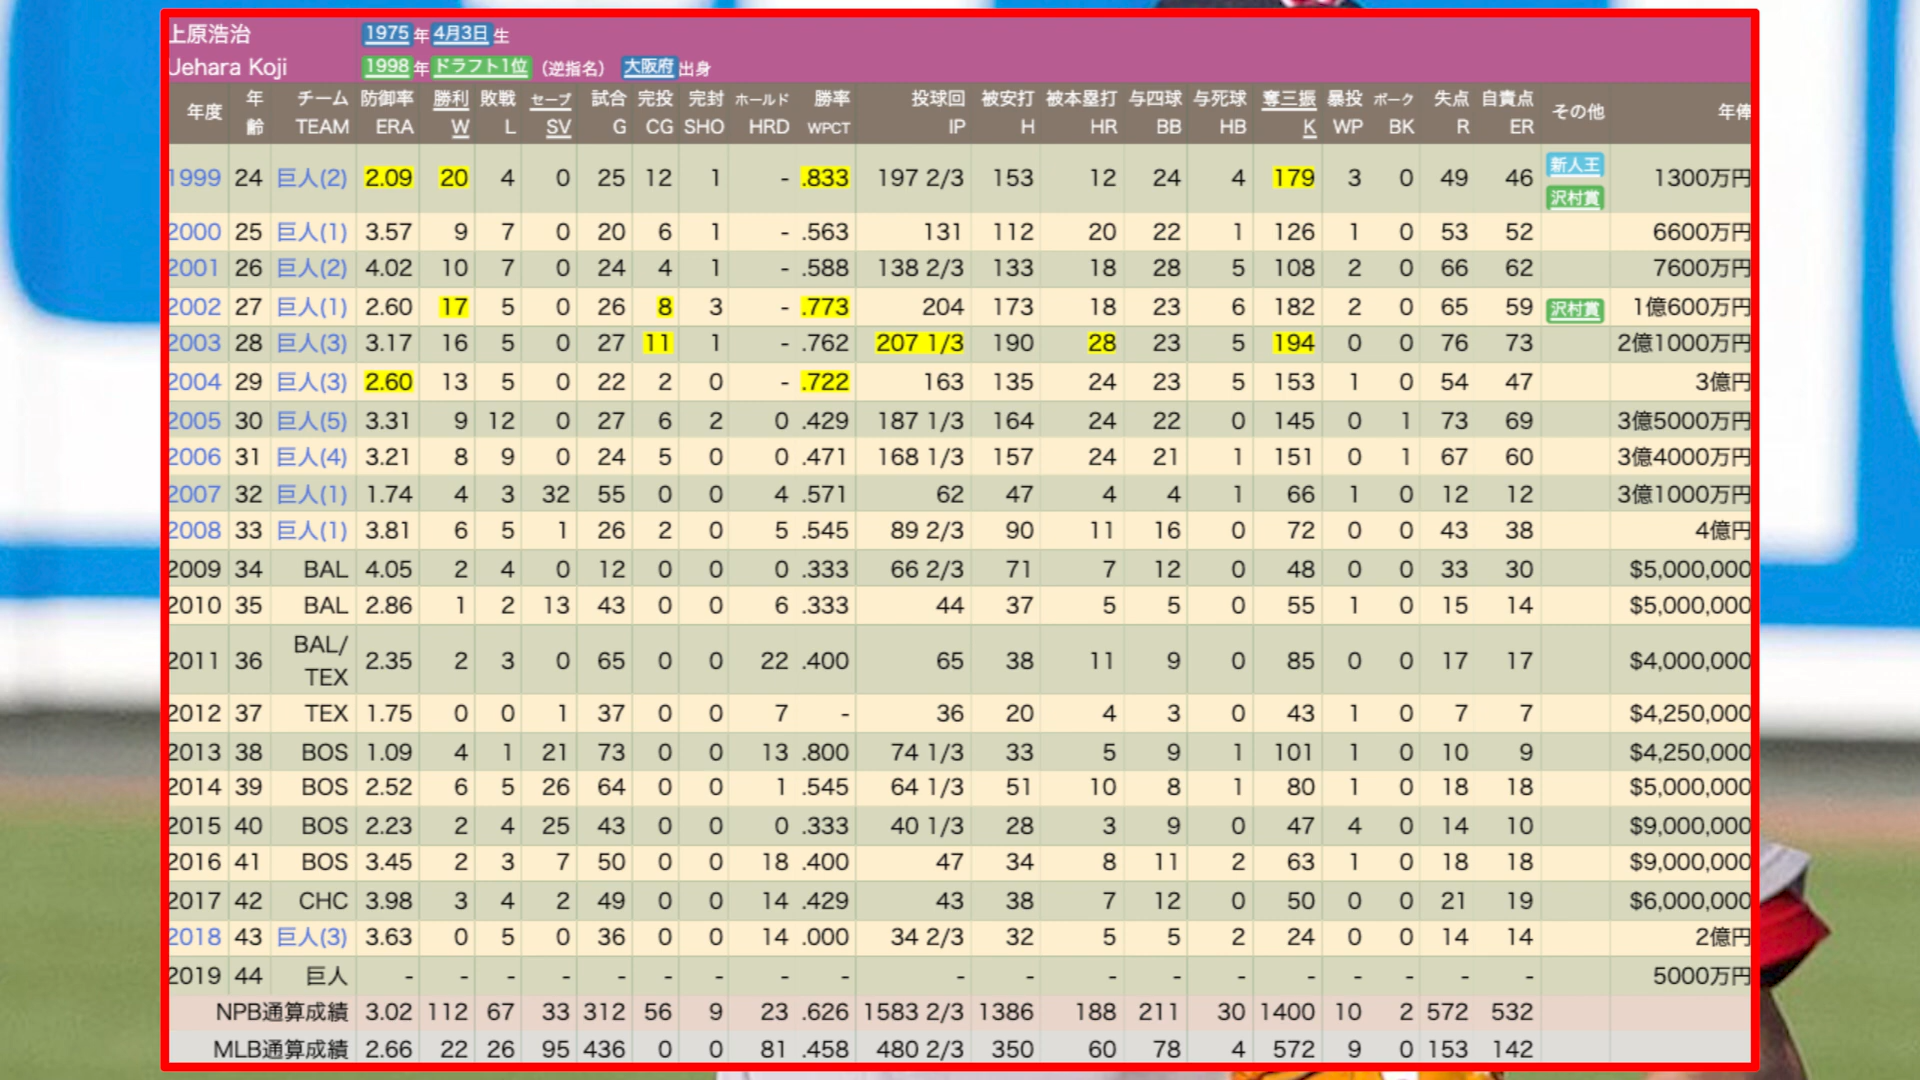 上原浩治 1975年 4月3日 生
Uehara Koji 1998年 ドラフト1位 (逆指名) 大阪府 出身
年度 年齢 チーム 防御率 勝利 敗戦 セーブ 試合 完投 完封 ホールド 勝率 投球回 被安打 被本塁打 与四球 与死球 奪三振 暴投 ボーク 失点 自責点 その他 年俸
TEAM ERA W L SV G CG SHO HRD WPCT IP H HR BB HB K WP BK R ER
1999 24 巨人(2) 2.09 20 4 0 25 12 1 - .833 197 2/3 153 12 24 4 179 3 0 49 46 新人王 沢村賞 1300万円
2000 25 巨人(1) 3.57 9 7 0 20 6 1 - .563 131 112 20 22 1 126 1 0 53 52 6600万円
2001 26 巨人(2) 4.02 10 7 0 24 4 1 - .588 138 2/3 133 18 28 5 108 2 0 66 62 7600万円
2002 27 巨人(1) 2.60 17 5 0 26 8 3 - .773 204 173 18 23 6 182 2 0 65 59 沢村賞 1億600万円
2003 28 巨人(3) 3.17 16 5 0 27 11 1 - .762 207 1/3 190 28 23 5 194 0 0 76 73 2億1000万円
2004 29 巨人(3) 2.60 13 5 0 22 2 0 - .722 163 135 24 23 5 153 1 0 54 47 3億円
2005 30 巨人(5) 3.31 9 12 0 27 6 2 0 .429 187 1/3 164 24 22 0 145 0 1 73 69 3億5000万円
2006 31 巨人(4) 3.21 8 9 0 24 5 0 0 .471 168 1/3 157 24 21 1 151 0 1 67 60 3億4000万円
2007 32 巨人(1) 1.74 4 3 32 55 0 0 4 .571 62 47 4 4 1 66 1 0 12 12 3億1000万円
2008 33 巨人(1) 3.81 6 5 1 26 2 0 5 .545 89 2/3 90 11 16 0 72 0 0 43 38 4億円
2009 34 BAL 4.05 2 4 0 12 0 0 0 .333 66 2/3 71 7 12 0 48 0 0 33 30 $5,000,000
2010 35 BAL 2.86 1 2 13 43 0 0 6 .333 44 37 5 5 0 55 1 0 15 14 $5,000,000
2011 36 BAL/TEX 2.35 2 3 0 65 0 0 22 .400 65 38 11 9 0 85 0 0 17 17 $4,000,000
2012 37 TEX 1.75 0 0 1 37 0 0 7 - 36 20 4 3 0 43 1 0 7 7 $4,250,000
2013 38 BOS 1.09 4 1 21 73 0 0 13 .800 74 1/3 33 5 9 1 101 1 0 10 9 $4,250,000
2014 39 BOS 2.52 6 5 26 64 0 0 1 .545 64 1/3 51 10 8 1 80 1 0 18 18 $5,000,000
2015 40 BOS 2.23 2 4 25 43 0 0 0 .333 40 1/3 28 3 9 0 47 4 0 14 10 $9,000,000
2016 41 BOS 3.45 2 3 7 50 0 0 18 .400 47 34 8 11 2 63 1 0 18 18 $9,000,000
2017 42 CHC 3.98 3 4 2 49 0 0 14 .429 43 38 7 12 0 50 0 0 21 19 $6,000,000
2018 43 巨人(3) 3.63 0 5 0 36 0 0 14 .000 34 2/3 32 5 5 2 24 0 0 14 14 2億円
2019 44 巨人 - - - - - - - - - - - - - - - - - - - 5000万円
NPB通算成績 3.02 112 67 33 312 56 9 23 .626 1583 2/3 1386 188 211 30 1400 10 2 572 532
MLB通算成績 2.66 22 26 95 436 0 0 81 .458 480 2/3 350 60 78 4 572 9 0 153 142